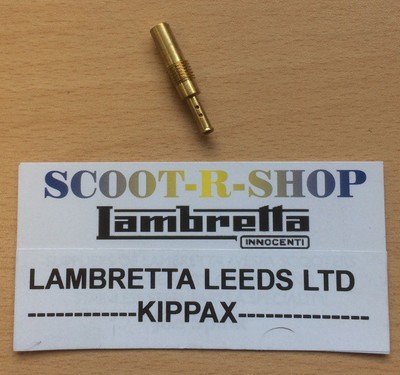 SCOOT-R-SHOP
Lambretta
INNOCENTI
LAMBRETTA LEEDS LTD
------------KIPPAX---------------